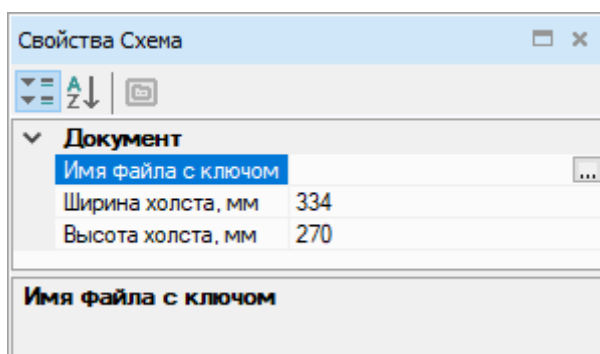 Свойства Схема
Документ
Имя файла с ключом ...
Ширина холста, мм 334
Высота холста, мм 270
Имя файла с ключом